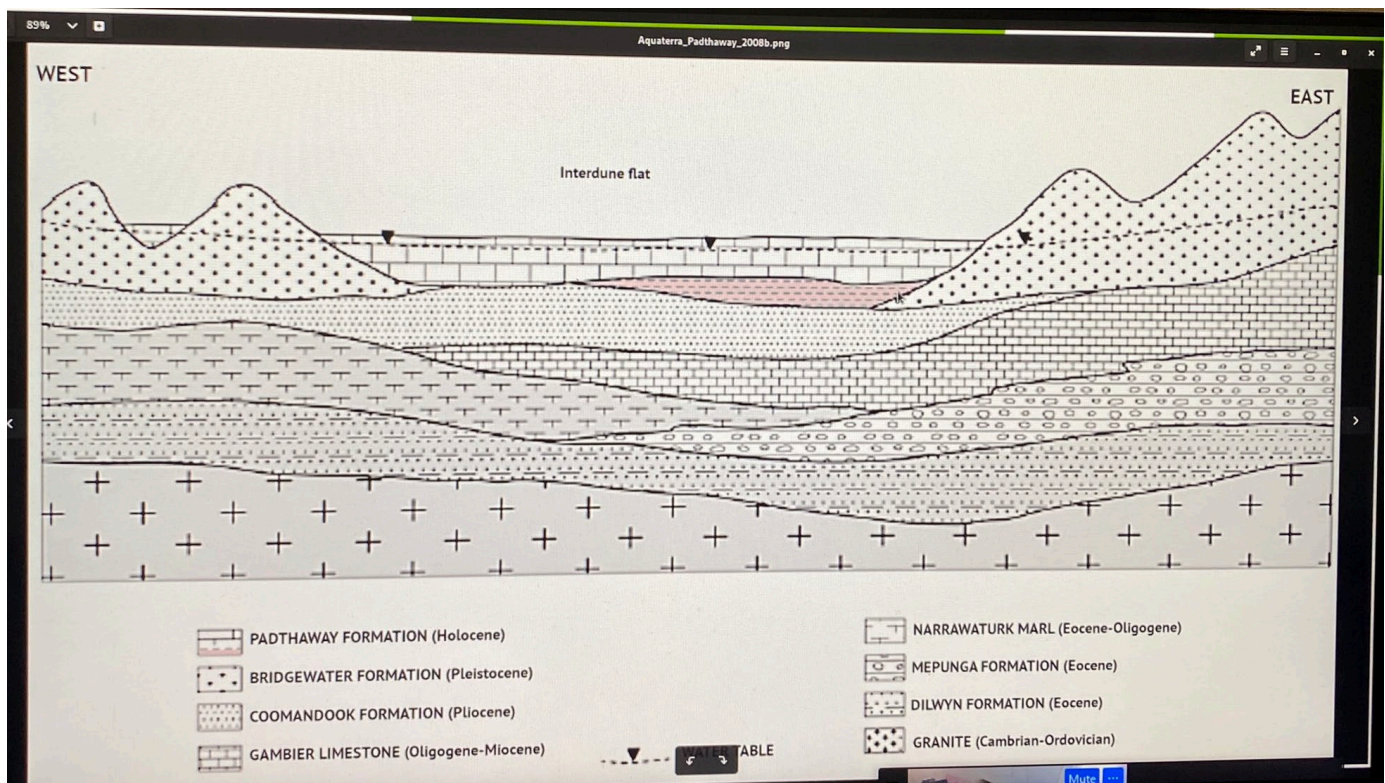 89%
Aquaterra_Padthaway_2008b.png
WEST
EAST
Interdune flat
PADTHAWAY FORMATION (Holocene)
BRIDGEWATER FORMATION (Pleistocene)
COOMANDOOK FORMATION (Pliocene)
GAMBIER LIMESTONE (Oligogene-Miocene)
WATER TABLE
NARRAWATURK MARL (Eocene-Oligogene)
MEPUNGA FORMATION (Eocene)
DILWYN FORMATION (Eocene)
GRANITE (Cambrian-Ordovician)
Mute